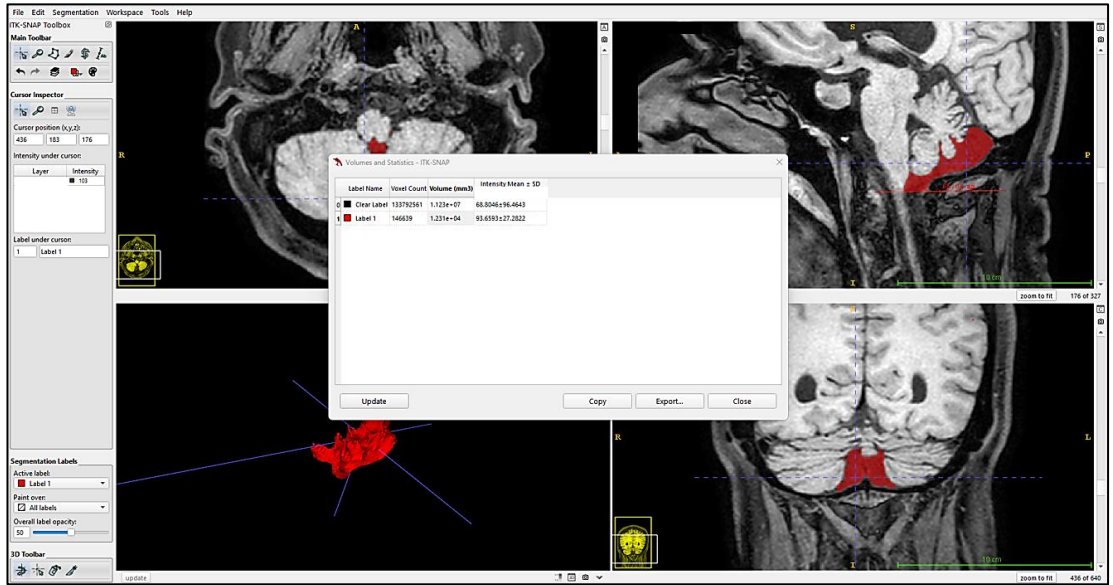 File Edit Segmentation Workspace Tools Help
ITK-SNAP Toolbox
Main Toolbar
Cursor Inspector
Cursor position (x,y,z):
436 183 176
Intensity under cursor:
Layer Intensity
103
Label under cursor:
1 Label 1
Segmentation Labels
Active label:
Label 1
Paint over:
All labels
Overall label opacity:
50
3D Toolbar
A
R
A
S
P
I
10 cm
S
zoom to fit 176 of 327
Volumes and Statistics - ITK-SNAP
Label Name Voxel Count Volume (mm3) Intensity Mean ± SD
0 Clear Label 133792561 1.123e+07 68.8046±96.4643
1 Label 1 146639 1.231e+04 93.6593±27.2822
Update Copy Export... Close
R
L
I
10 cm
C
update
zoom to fit 436 of 640